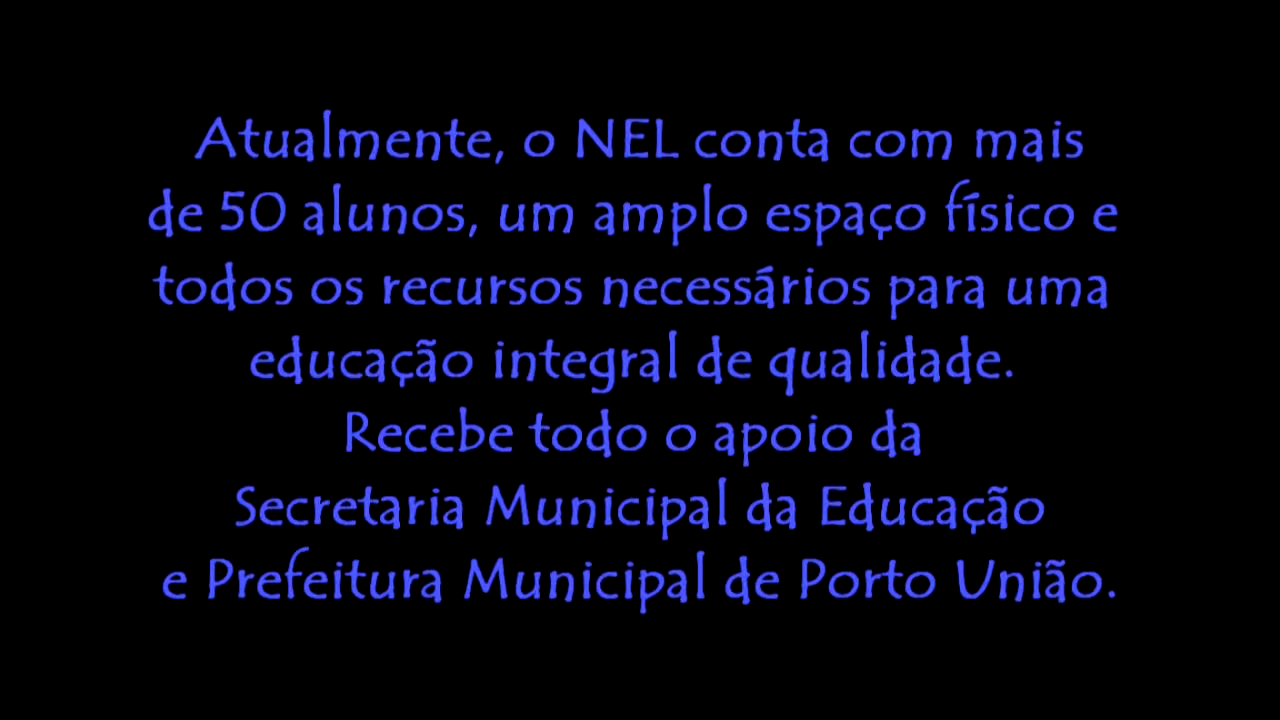 Atualmente, o NEL conta com mais
de 50 alunos, um amplo espaço físico e
todos os recursos necessários para uma
educação integral de qualidade.
Recebe todo o apoio da
Secretaria Municipal da Educação
e Prefeitura Municipal de Porto União.